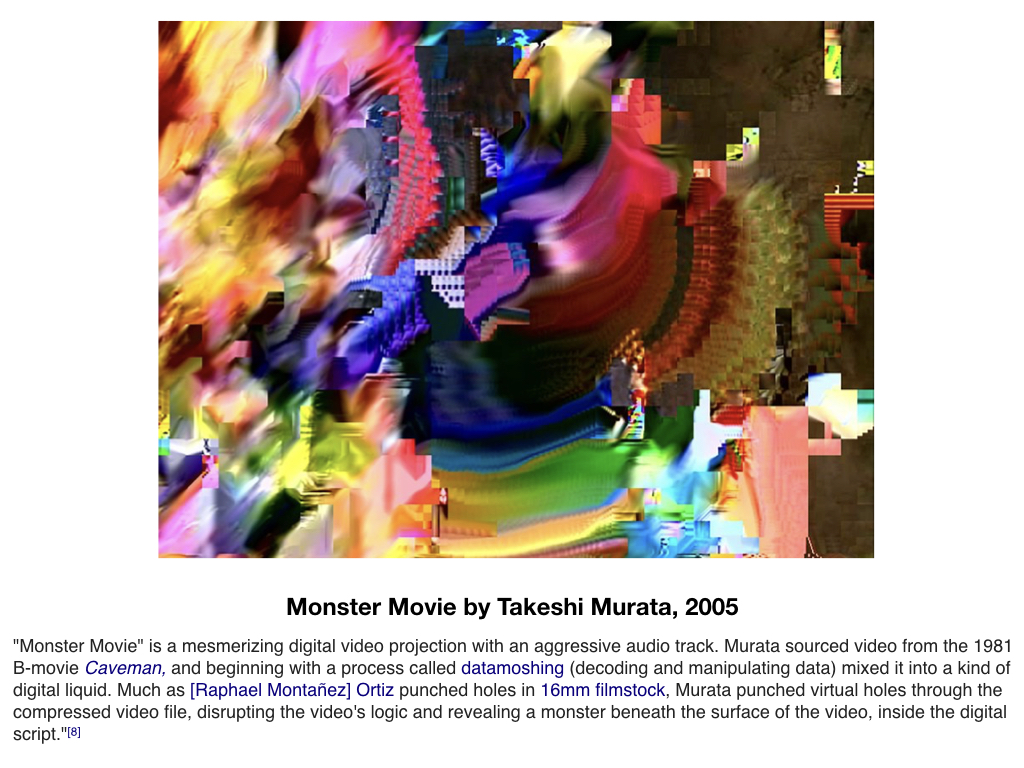 Monster Movie by Takeshi Murata, 2005
"Monster Movie" is a mesmerizing digital video projection with an aggressive audio track. Murata sourced video from the 1981
B-movie Caveman, and beginning with a process called datamoshing (decoding and manipulating data) mixed it into a kind of
digital liquid. Much as [Raphael Montañez] Ortiz punched holes in 16mm filmstock, Murata punched virtual holes through the
compressed video file, disrupting the video's logic and revealing a monster beneath the surface of the video, inside the digital
script."[8]